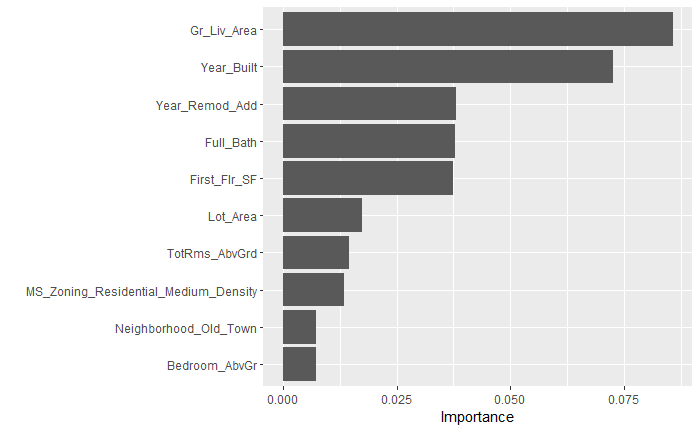 Gr_Liv_Area
Year_Built
Year_Remod_Add
Full_Bath
First_Flr_SF
Lot_Area
TotRms_AbvGrd
MS_Zoning_Residential_Medium_Density
Neighborhood_Old_Town
Bedroom_AbvGr
0.000 0.025 0.050 0.075
Importance